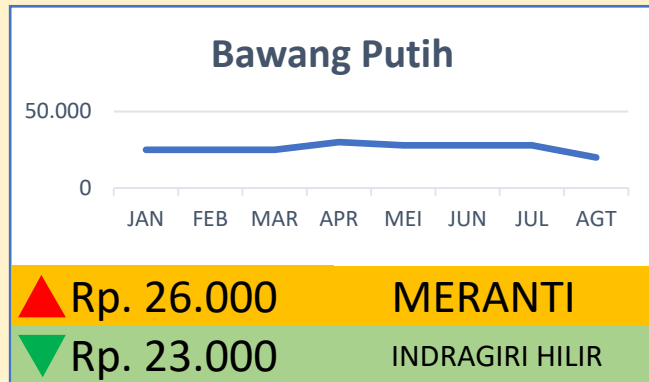 Bawang Putih
50.000
0
JAN FEB MAR APR MEI JUN JUL AGT
Rp. 26.000 MERANTI
Rp. 23.000 INDRAGIRI HILIR